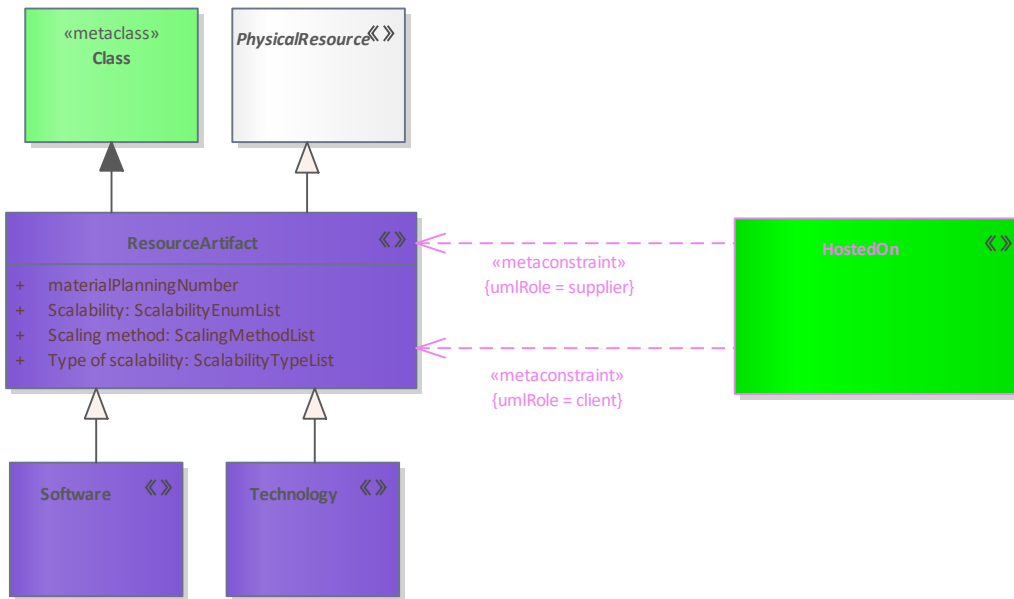 «metaclass»
Class
PhysicalResource «»
ResourceArtifact «»
+ materialPlanningNumber
+ Scalability: ScalabilityEnumList
+ Scaling method: ScalingMethodList
+ Type of scalability: ScalabilityTypeList
«metaconstraint»
{umlRole = supplier}
«metaconstraint»
{umlRole = client}
HostedOn «»
Software «»
Technology «»